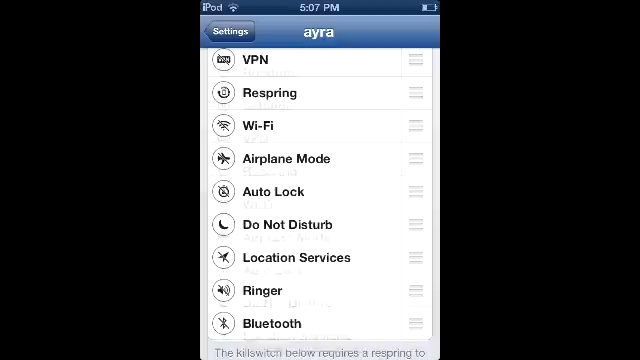 iPod 5:07 PM
Settings ayra
VPN
Respring
Wi-Fi
Airplane Mode
Auto Lock
Do Not Disturb
Location Services
Ringer
Bluetooth
The killswitch below requires a respring to